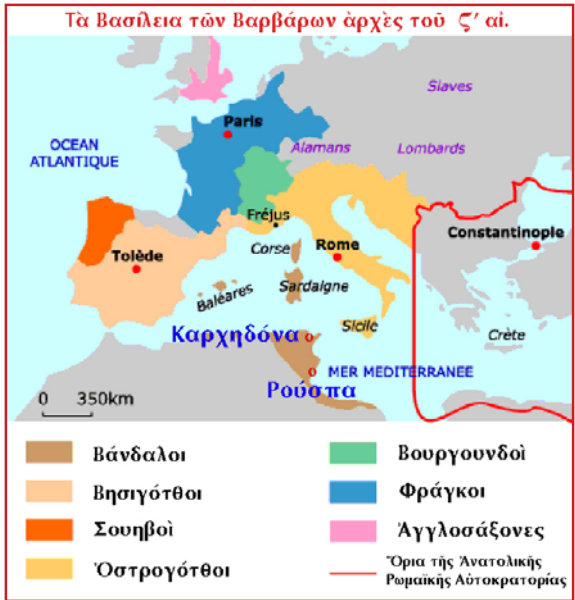 Τὰ Βασίλεια τῶν Βαρβάρων ἀρχὲς τοῦ ϛ′ αἰ.
Slaves
Paris
OCEAN
ATLANTIQUE
Alamans
Lombards
Fréjus
Constantinople
Corse
Rome
Tolède
Baléares
Sardaigne
Sicile
Καρχηδόνα
Crète
MER MEDITERRANEE
Ρούσπα
0 350km
Βάνδαλοι
Βησιγότθοι
Σουηβοὶ
Ὀστρογότθοι
Βουργουνδοὶ
Φράγκοι
Ἀγγλοσάξονες
Ὅρια τῆς Ἀνατολικῆς
Ρωμαϊκῆς Αὐτοκρατορίας